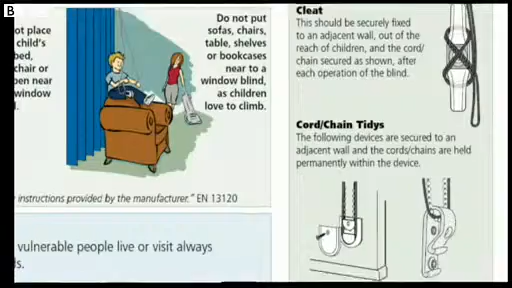 B
ot place
child's
bed,
chair or
pen near
window
Do not put
sofas, chairs,
table, shelves
or bookcases
near to a
window blind,
as children
love to climb.
instructions provided by the manufacturer." EN 13120
vulnerable people live or visit always
Cleat
This should be securely fixed
to an adjacent wall, out of the
reach of children, and the cord/
chain secured as shown, after
each operation of the blind.
Cord/Chain Tidys
The following devices are secured to an
adjacent wall and the cords/chains are held
permanently within the device.